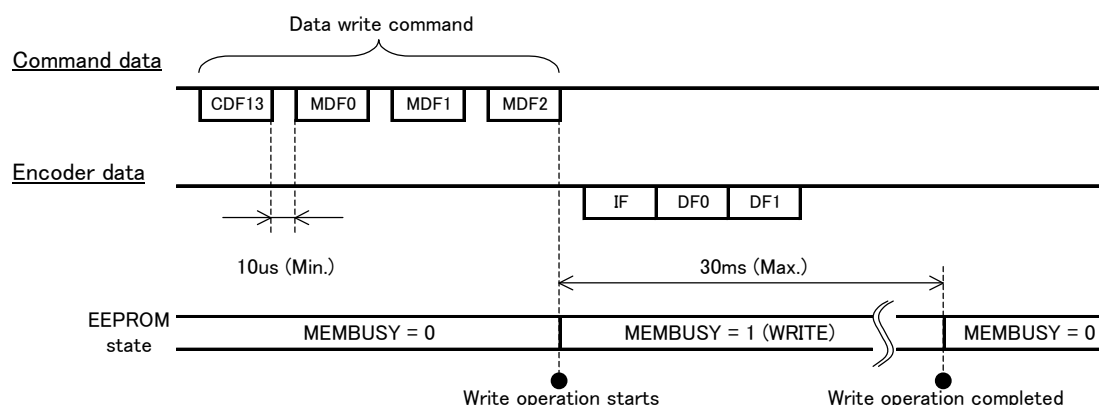 Data write command
Command data
CDF13 MDF0 MDF1 MDF2
Encoder data
IF DF0 DF1
10us (Min.) 30ms (Max.)
EEPROM
state
MEMBUSY = 0 MEMBUSY = 1 (WRITE) MEMBUSY = 0
Write operation starts Write operation completed